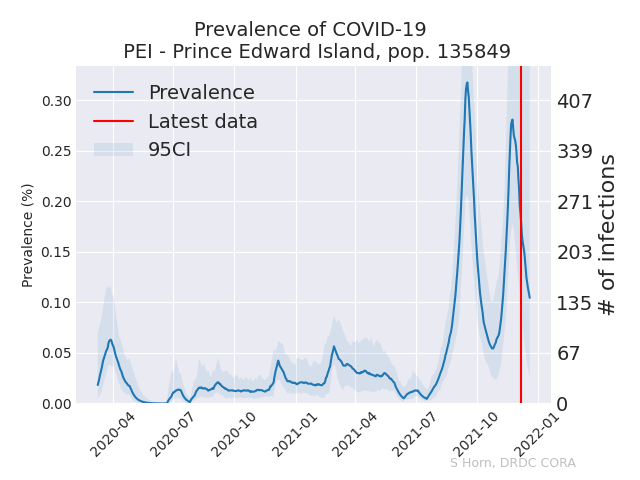 Prevalence of COVID-19
PEI - Prince Edward Island, pop. 135849
Prevalence
Latest data
95CI
Prevalence (%)
0.30
0.25
0.20
0.15
0.10
0.05
0.00
407
339
271
203
135
67
0
# of infections
2020-04
2020-07
2020-10
2021-01
2021-04
2021-07
2021-10
2022-01
S Horn, DRDC CORA